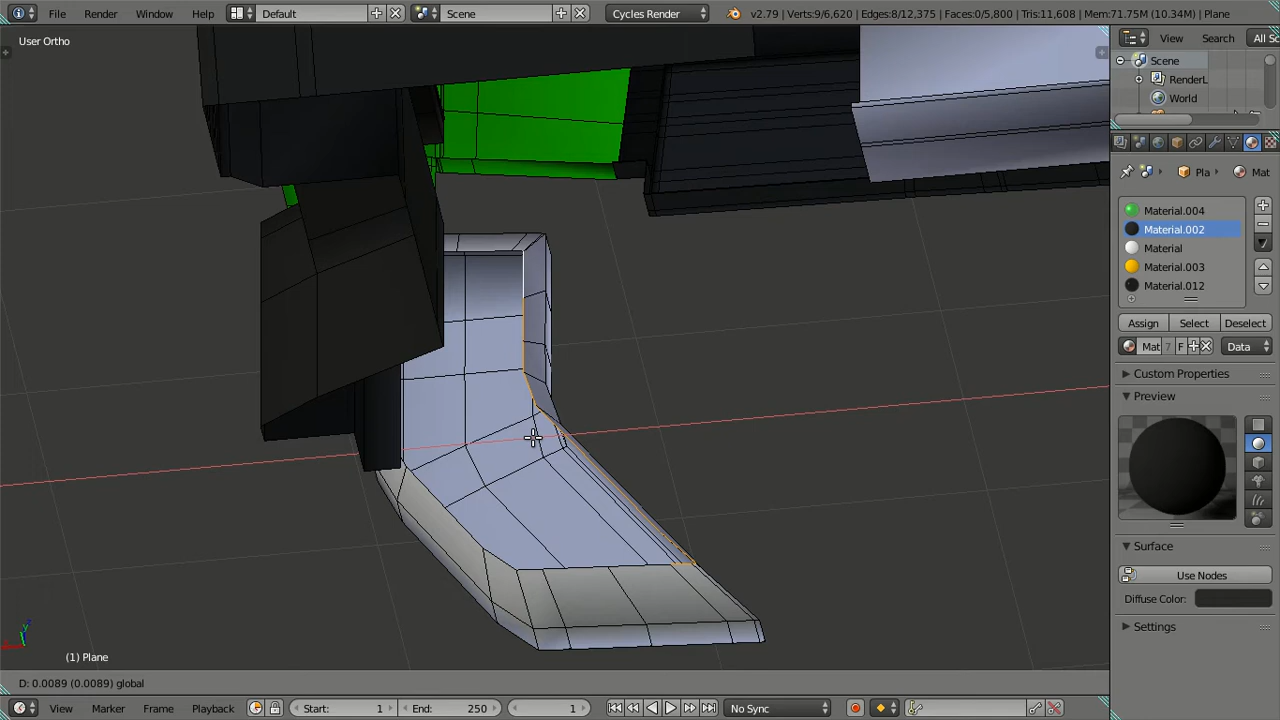 File Render Window Help Default Scene Cycles Render v2.79 | Verts:9/6,620 | Edges:8/12,375 | Faces:0/5,800 | Tris:11,608 | Mem:71.75M (10.34M) | Plane
User Ortho
View Search All Sc
Scene
RenderL
World
Pla Mat
Material.004
Material.002
Material
Material.003
Material.012
Assign Select Deselect
Mat 7 F Data
Custom Properties
Preview
Surface
Use Nodes
Diffuse Color:
Settings
(1) Plane
D: 0.0089 (0.0089) global
View Marker Frame Playback Start: 1 End: 250 1 No Sync